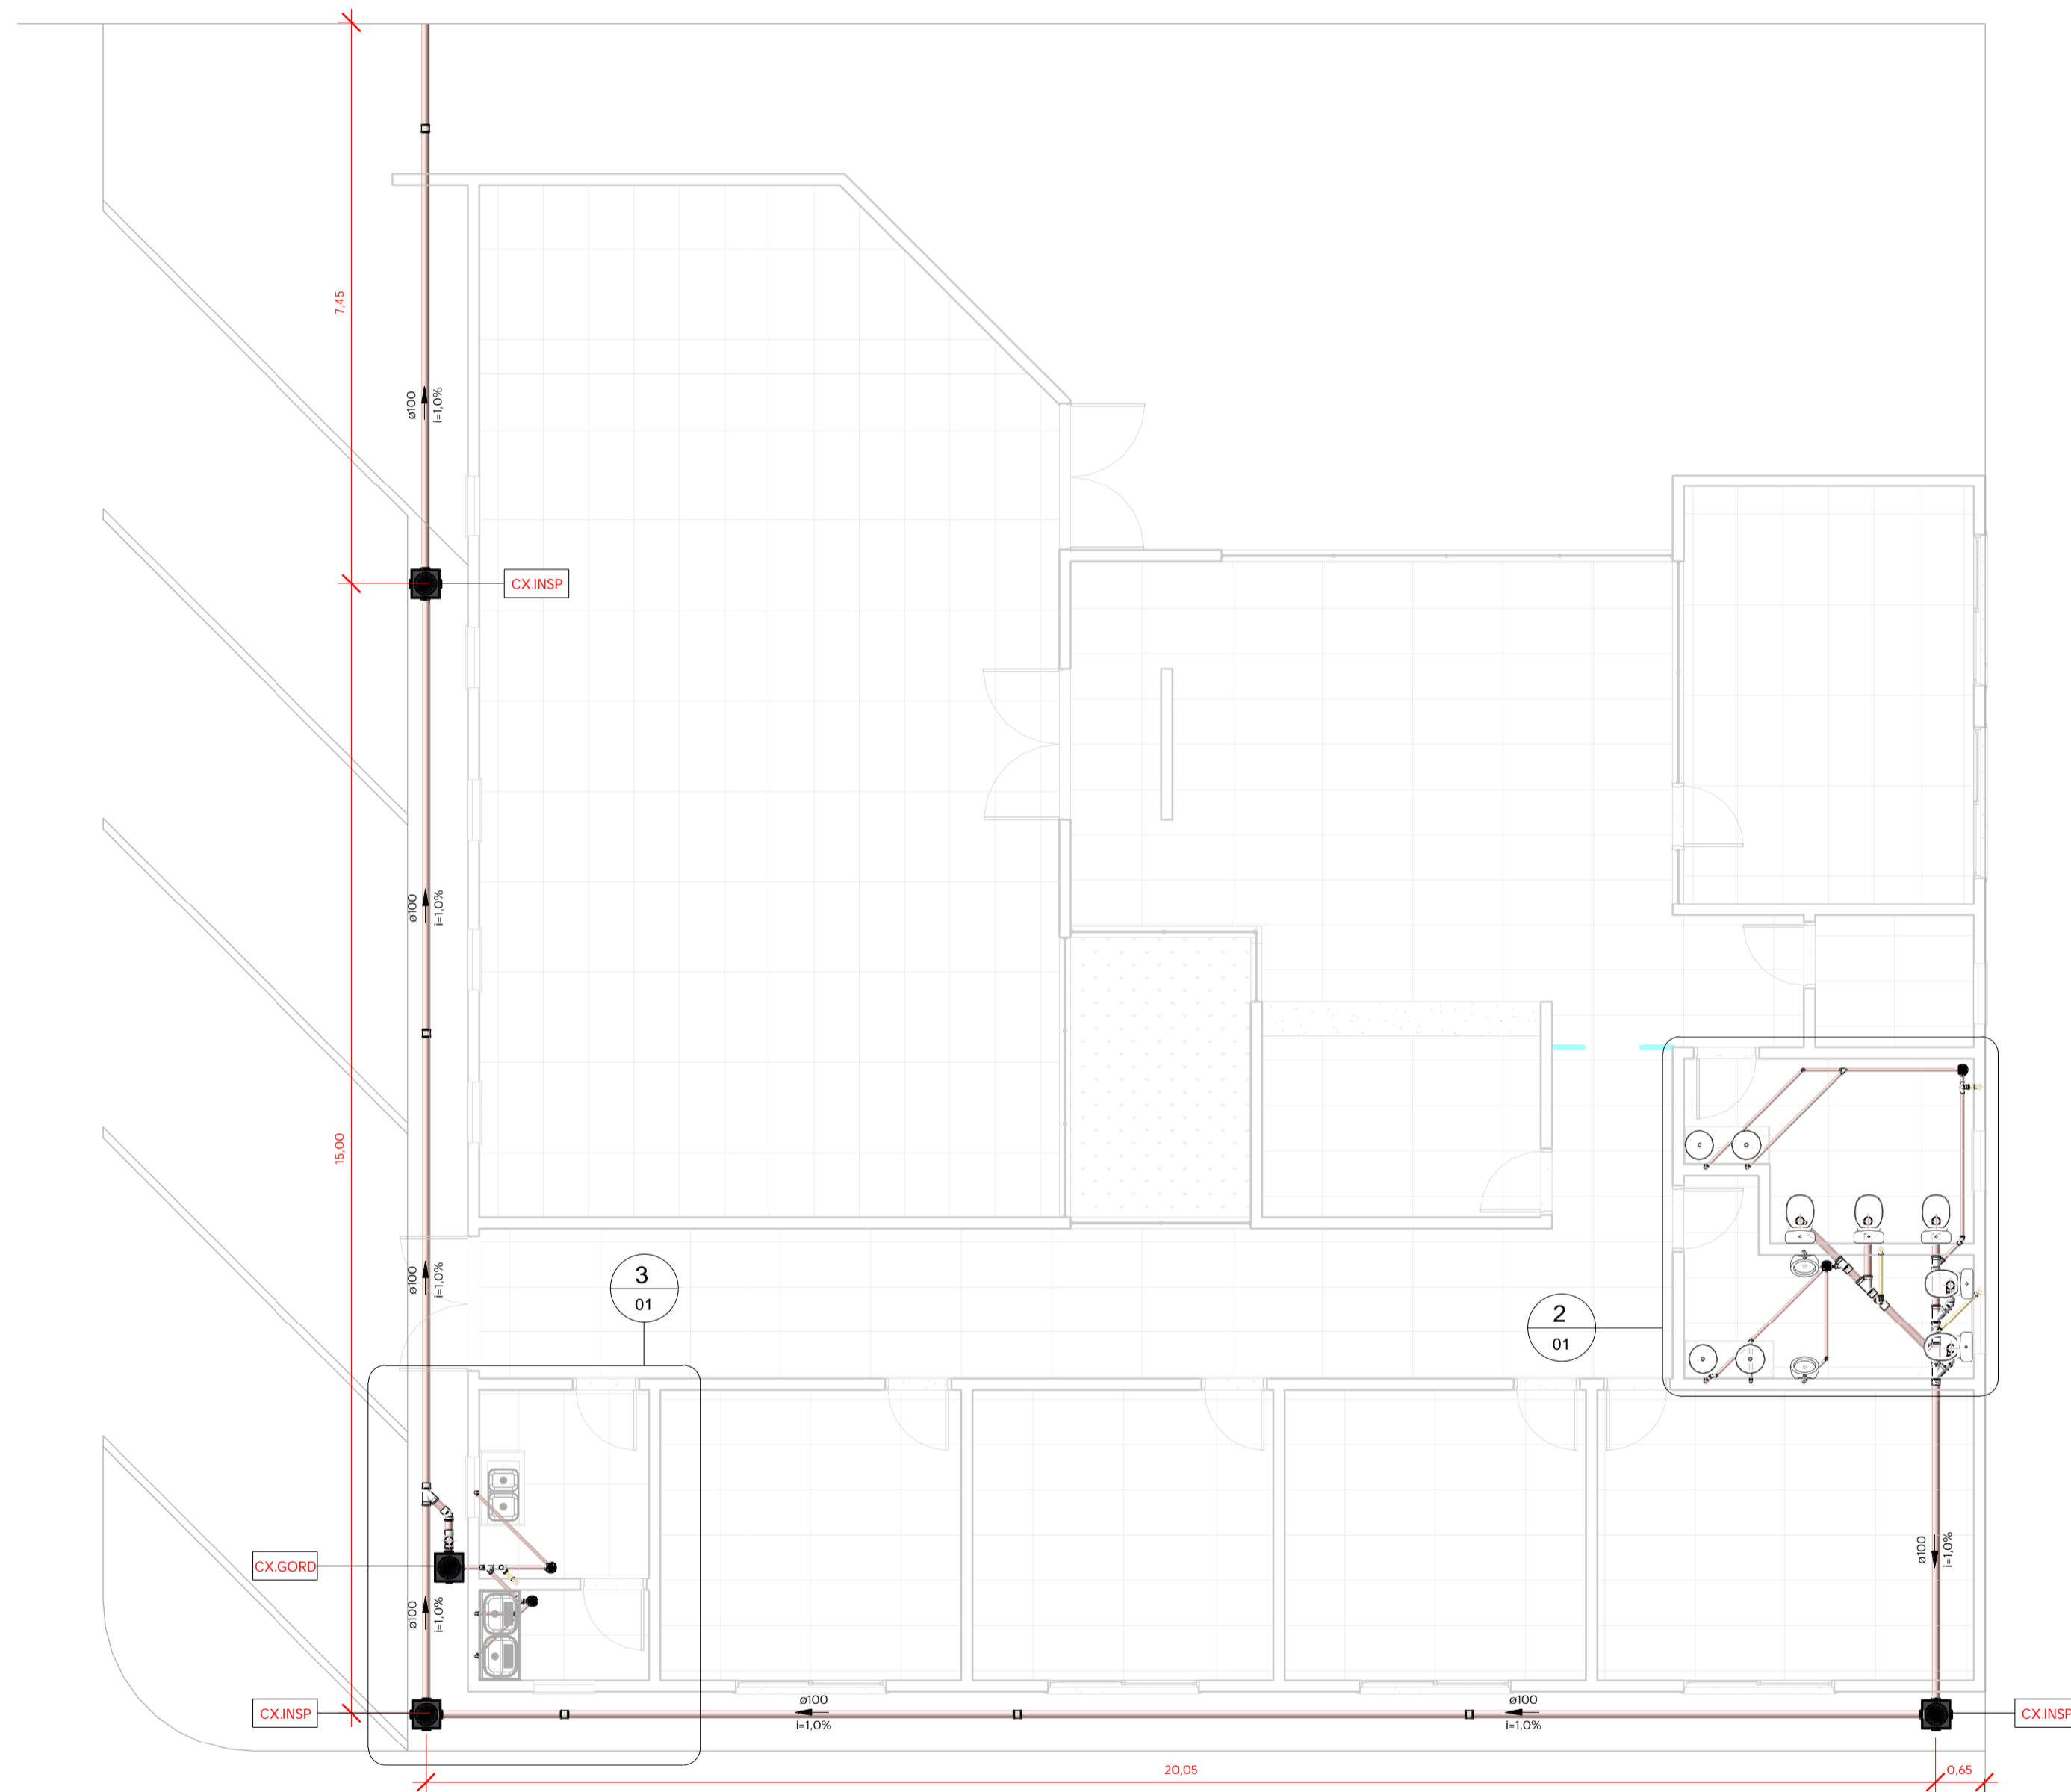 7,45
ø100
i=1,0%
CX.INSP
ø100
i=1,0%
15,00
ø100
i=1,0%
3
01
2
01
ø100
i=1,0%
CX.GORD
ø100
i=1,0%
CX.INSP
ø100
i=1,0%
ø100
i=1,0%
CX.INSP
20,05
0,65